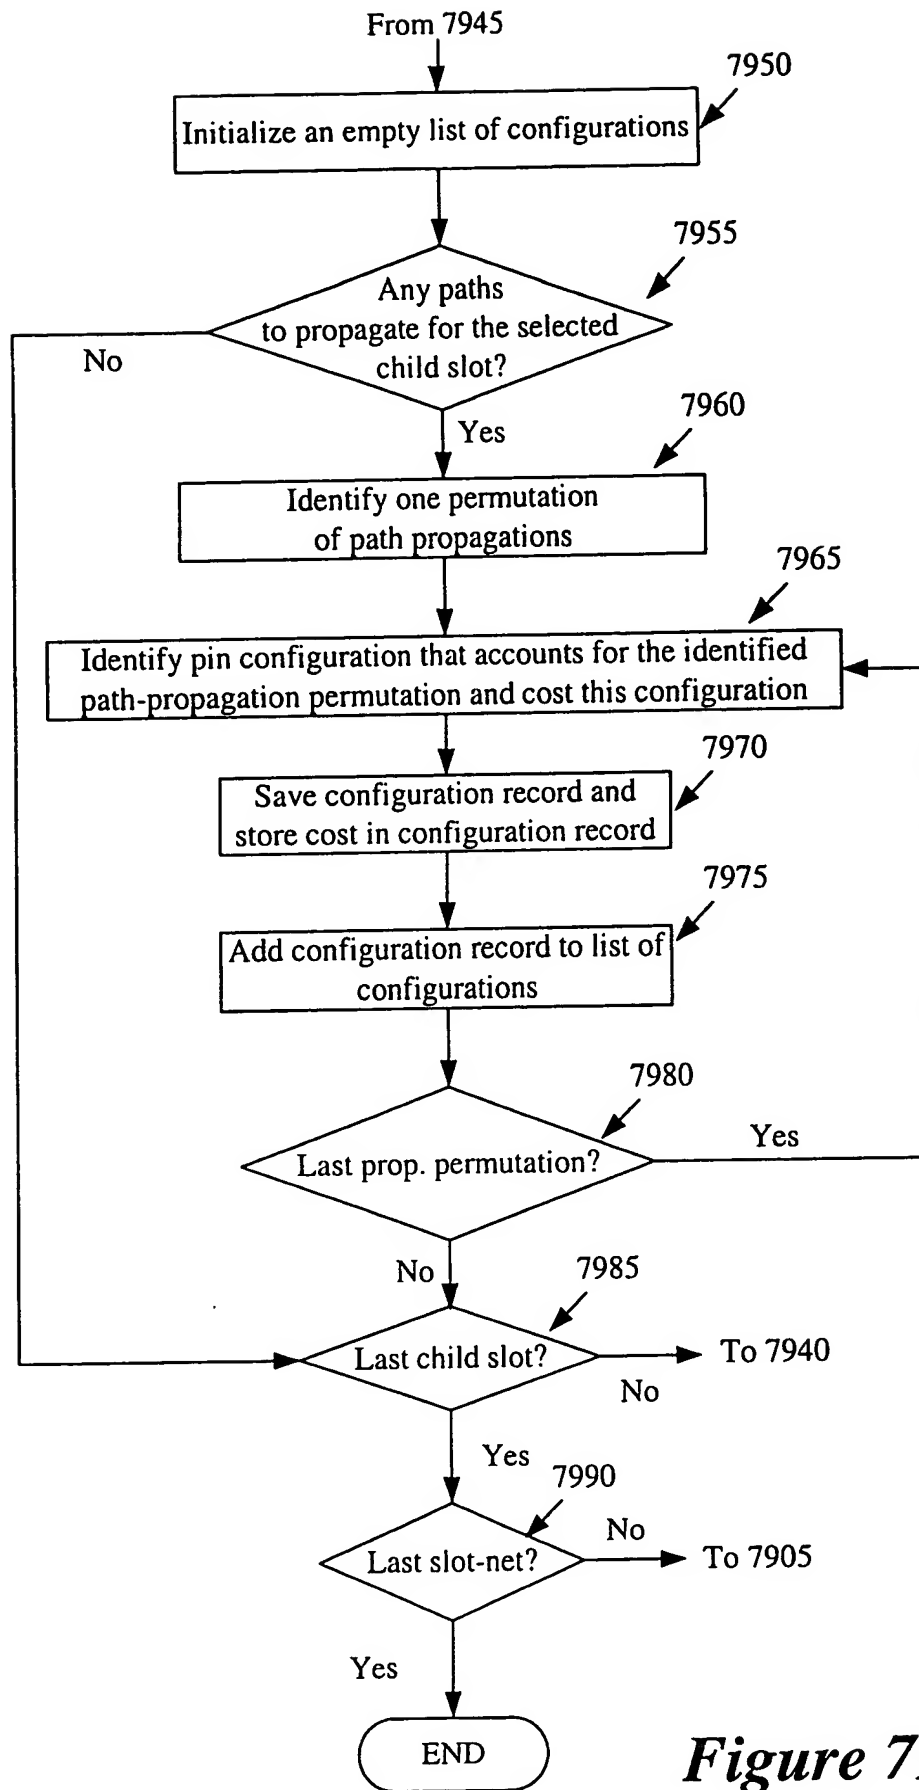 From 7945
7950
Initialize an empty list of configurations
7955
Any paths
to propagate for the selected
child slot?
No
7960
Yes
Identify one permutation
of path propagations
7965
Identify pin configuration that accounts for the identified
path-propagation permutation and cost this configuration
7970
Save configuration record and
store cost in configuration record
7975
Add configuration record to list of
configurations
7980
Yes
Last prop. permutation?
No
7985
Last child slot?
To 7940
No
Yes
7990
No
Last slot-net?
To 7905
Yes
END
Figure 7